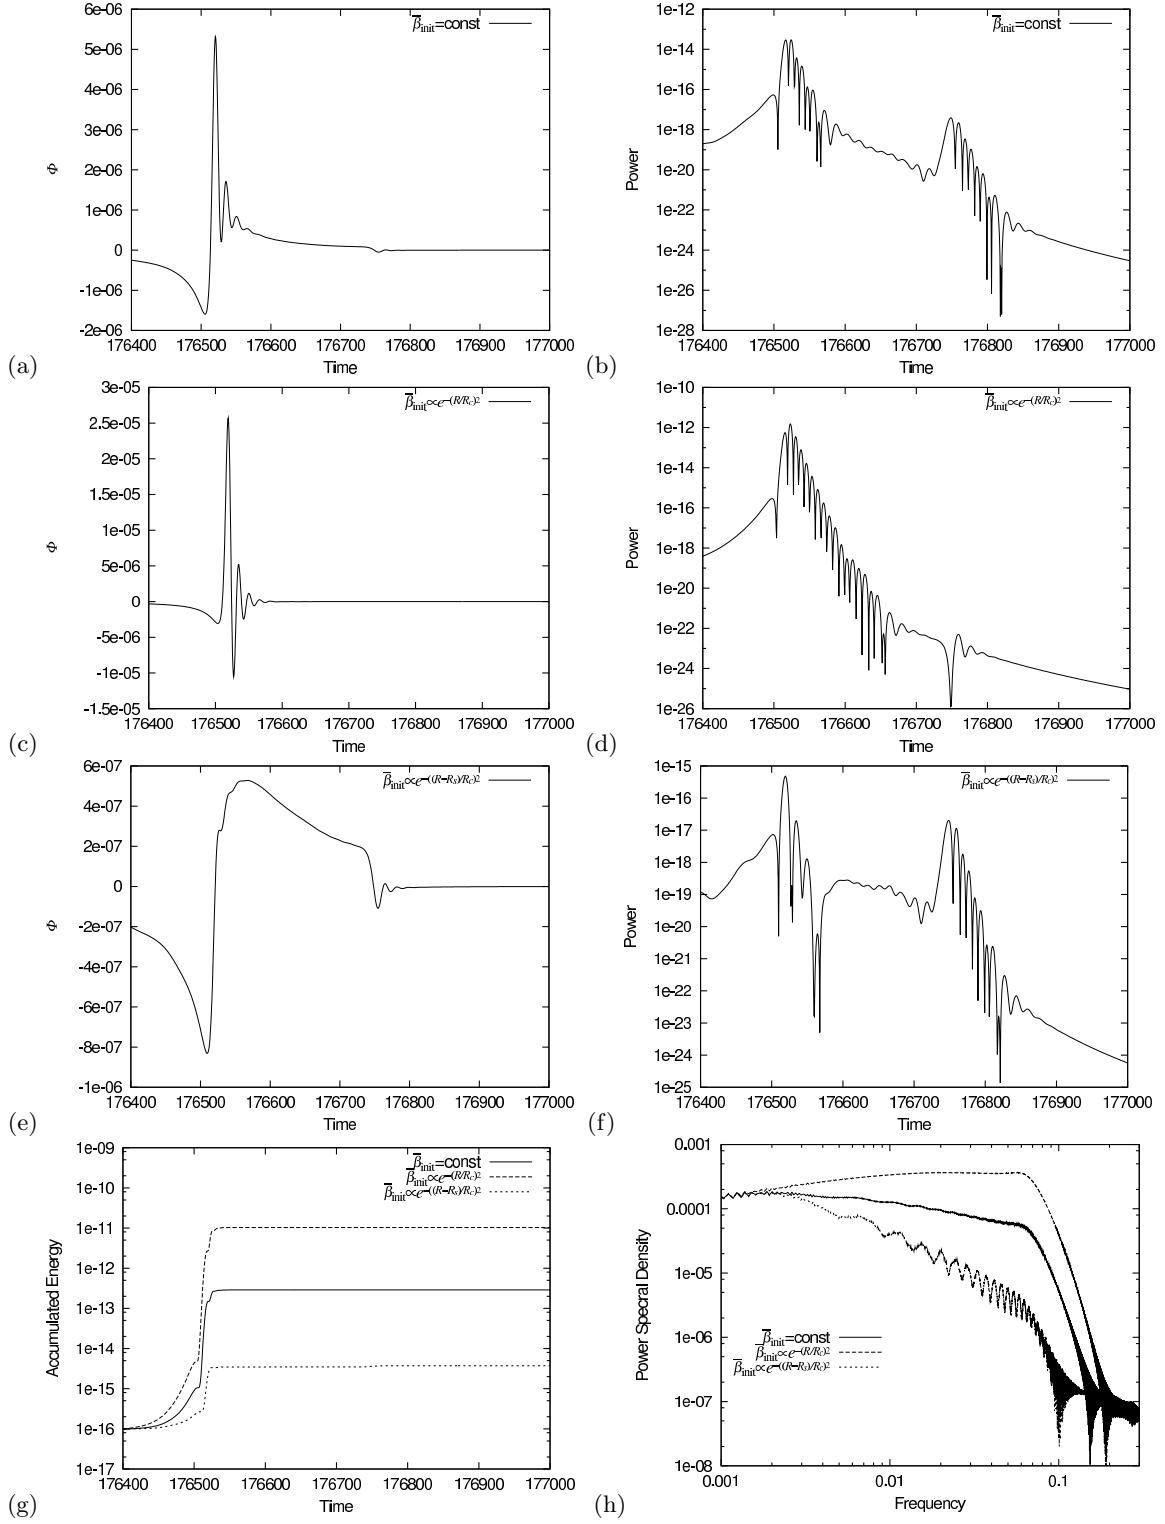 6e-06
5e-06
4e-06
3e-06
2e-06
1e-06
0
-1e-06
-2e-06
Φ
β̅init=const
176400 176500 176600 176700 176800 176900 177000
Time
(a)
1e-12
1e-14
1e-16
1e-18
1e-20
1e-22
1e-24
1e-26
1e-28
Power
β̅init=const
176400 176500 176600 176700 176800 176900 177000
Time
(b)
3e-05
2.5e-05
2e-05
1.5e-05
1e-05
5e-06
0
-5e-06
-1e-05
-1.5e-05
Φ
β̅init∝e−(R/Rc)2
176400 176500 176600 176700 176800 176900 177000
Time
(c)
1e-10
1e-12
1e-14
1e-16
1e-18
1e-20
1e-22
1e-24
1e-26
Power
β̅init∝e−(R/Rc)2
176400 176500 176600 176700 176800 176900 177000
Time
(d)
6e-07
4e-07
2e-07
0
-2e-07
-4e-07
-6e-07
-8e-07
-1e-06
Φ
β̅init∝e−((R−Rs)/Rc)2
176400 176500 176600 176700 176800 176900 177000
Time
(e)
1e-15
1e-16
1e-17
1e-18
1e-19
1e-20
1e-21
1e-22
1e-23
1e-24
1e-25
Power
β̅init∝e−((R−Rs)/Rc)2
176400 176500 176600 176700 176800 176900 177000
Time
(f)
1e-09
1e-10
1e-11
1e-12
1e-13
1e-14
1e-15
1e-16
1e-17
Accumulated Energy
β̅init=const
β̅init∝e−(R/Rc)2
β̅init∝e−((R−Rs)/Rc)2
176400 176500 176600 176700 176800 176900 177000
Time
(g)
0.001
0.0001
1e-05
1e-06
1e-07
1e-08
Power Specral Density
β̅init=const
β̅init∝e−(R/Rc)2
β̅init∝e−((R−Rs)/Rc)2
0.001 0.01 0.1
Frequency
(h)